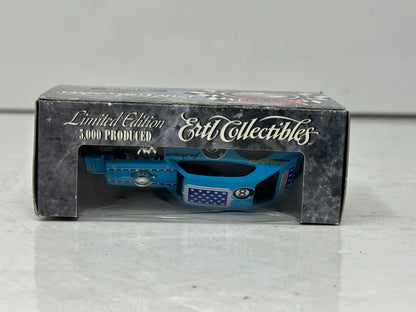 Limited Edition
5,000 PRODUCED
Ertl Collectibles